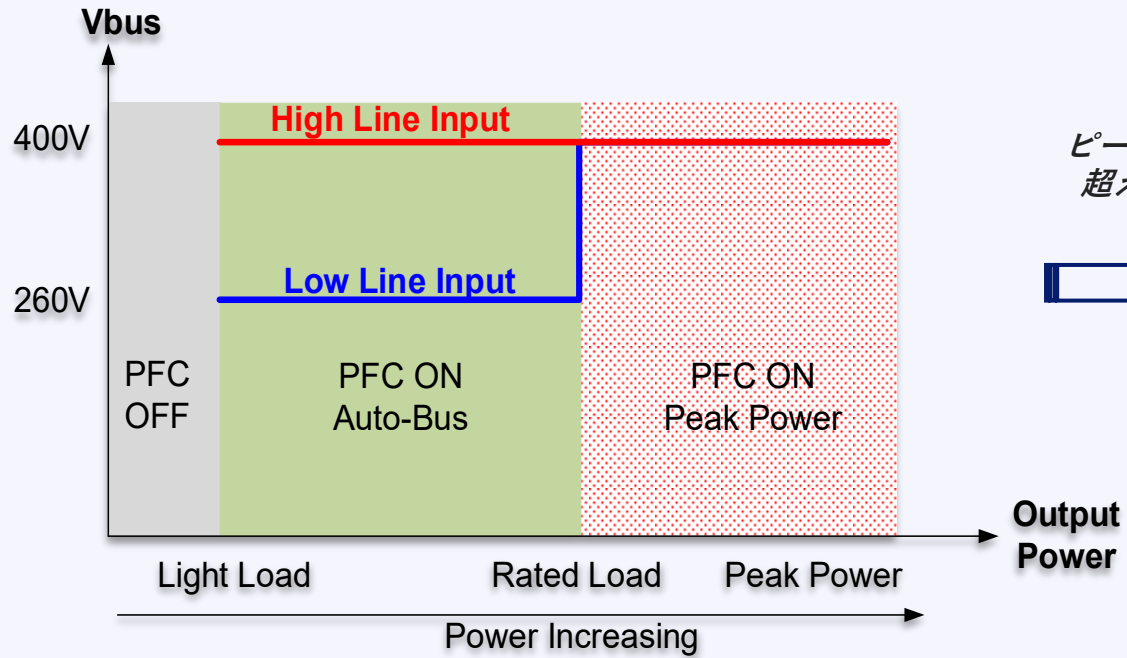 Vbus
400V
High Line Input
ピー
超
260V
Low Line Input
PFC
OFF
PFC ON
Auto-Bus
PFC ON
Peak Power
Output
Power
Light Load
Rated Load
Peak Power
Power Increasing